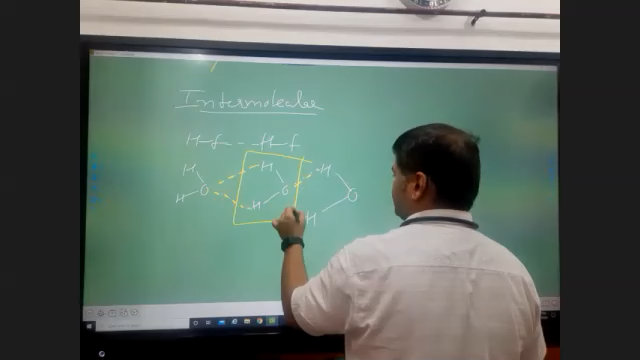 Intermolecular
H-F---H-F
H H H
O O O
H H H